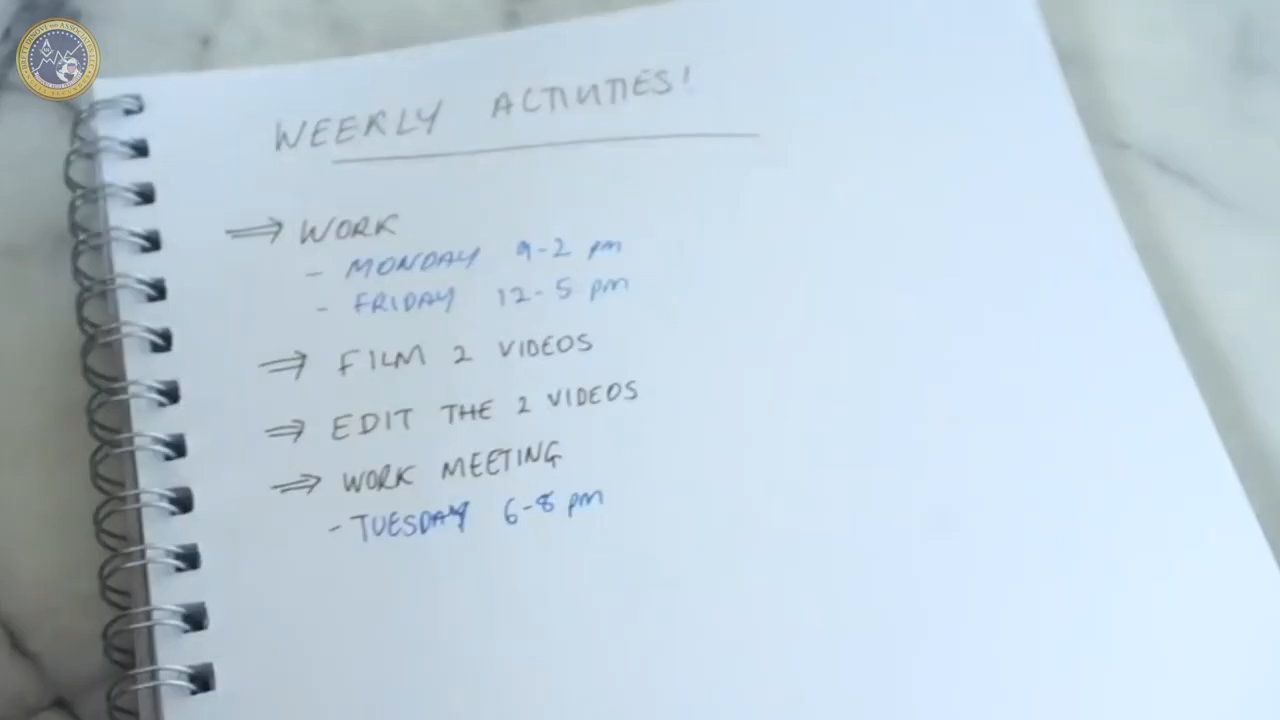 WEEKLY ACTIVITIES!
⇒ WORK
- MONDAY 9-2 pm
- FRIDAY 12-5 pm
⇒ FILM 2 VIDEOS
⇒ EDIT THE 2 VIDEOS
⇒ WORK MEETING
- TUESDAY 6-8 pm